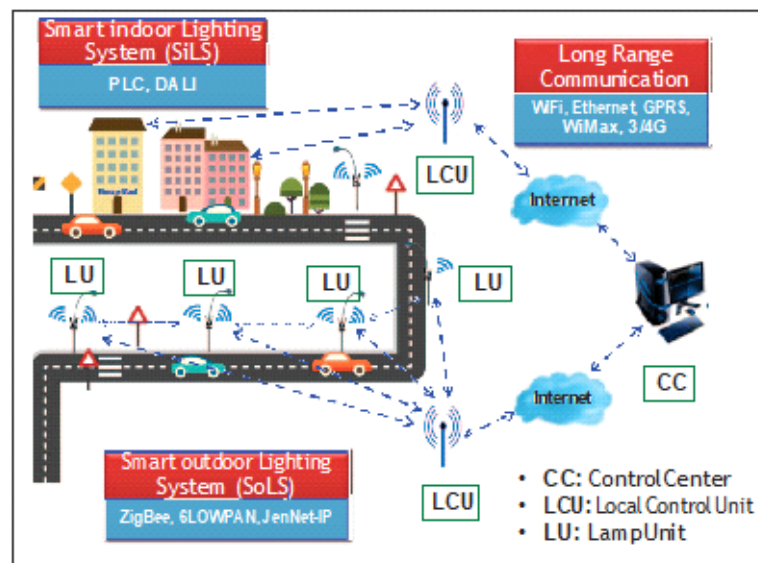 Smart indoor Lighting
System (SiLS)
PLC, DALI
Long Range
Communication
WiFi, Ethernet, GPRS,
WiMax, 3/4G
LCU
Internet
LU
LU
LU
LU
CC
Internet
LCU
Smart outdoor Lighting
System (SoLS)
ZigBee, 6LOWPAN, JenNet-IP
• CC: Control Center
• LCU: Local Control Unit
• LU: Lamp Unit